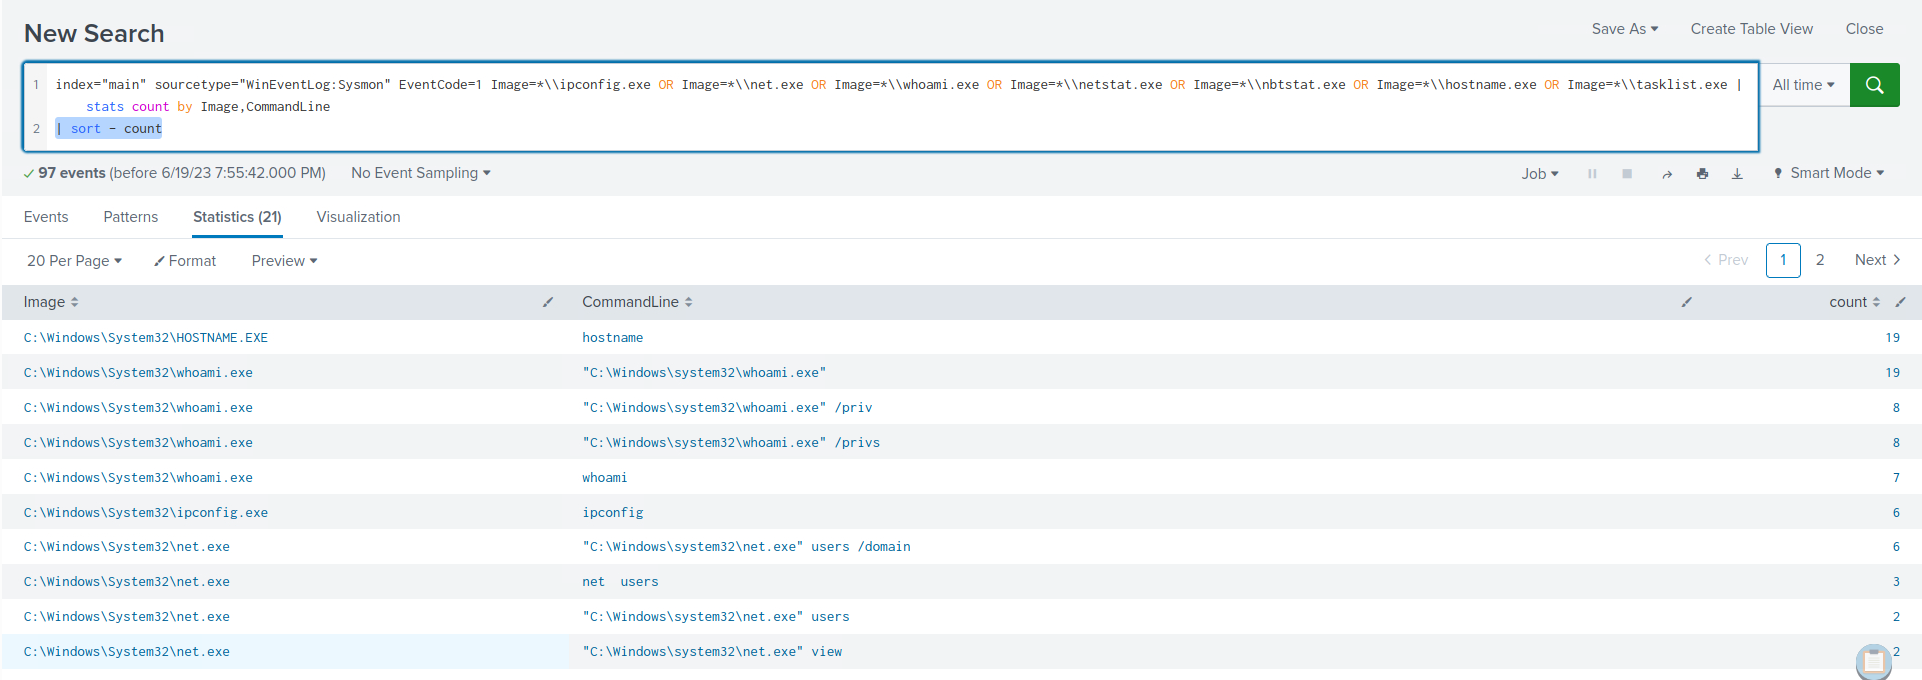 New Search
Save As Create Table View Close
1 index="main" sourcetype="WinEventLog:Sysmon" EventCode=1 Image=*\\ipconfig.exe OR Image=*\\net.exe OR Image=*\\whoami.exe OR Image=*\\netstat.exe OR Image=*\\nbtstat.exe OR Image=*\\hostname.exe OR Image=*\\tasklist.exe |
stats count by Image,CommandLine
2 | sort - count
All time
97 events (before 6/19/23 7:55:42.000 PM) No Event Sampling Job Smart Mode
Events Patterns Statistics (21) Visualization
20 Per Page Format Preview Prev 1 2 Next
Image CommandLine count
C:\Windows\System32\HOSTNAME.EXE hostname 19
C:\Windows\System32\whoami.exe "C:\Windows\system32\whoami.exe" 19
C:\Windows\System32\whoami.exe "C:\Windows\system32\whoami.exe" /priv 8
C:\Windows\System32\whoami.exe "C:\Windows\system32\whoami.exe" /privs 8
C:\Windows\System32\whoami.exe whoami 7
C:\Windows\System32\ipconfig.exe ipconfig 6
C:\Windows\System32\net.exe "C:\Windows\system32\net.exe" users /domain 6
C:\Windows\System32\net.exe net  users 3
C:\Windows\System32\net.exe "C:\Windows\system32\net.exe" users 2
C:\Windows\System32\net.exe "C:\Windows\system32\net.exe" view 2